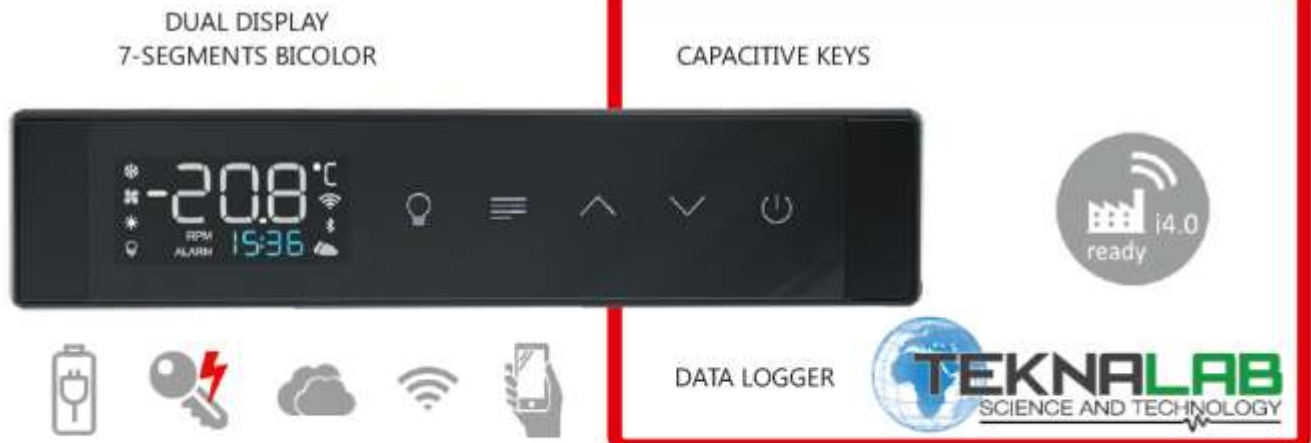 DUAL DISPLAY
7-SEGMENTS BICOLOR
CAPACITIVE KEYS
-20.8°C
RPM
ALARM 15:36
i4.0
ready
DATA LOGGER
TEKNALAB
SCIENCE AND TECHNOLOGY